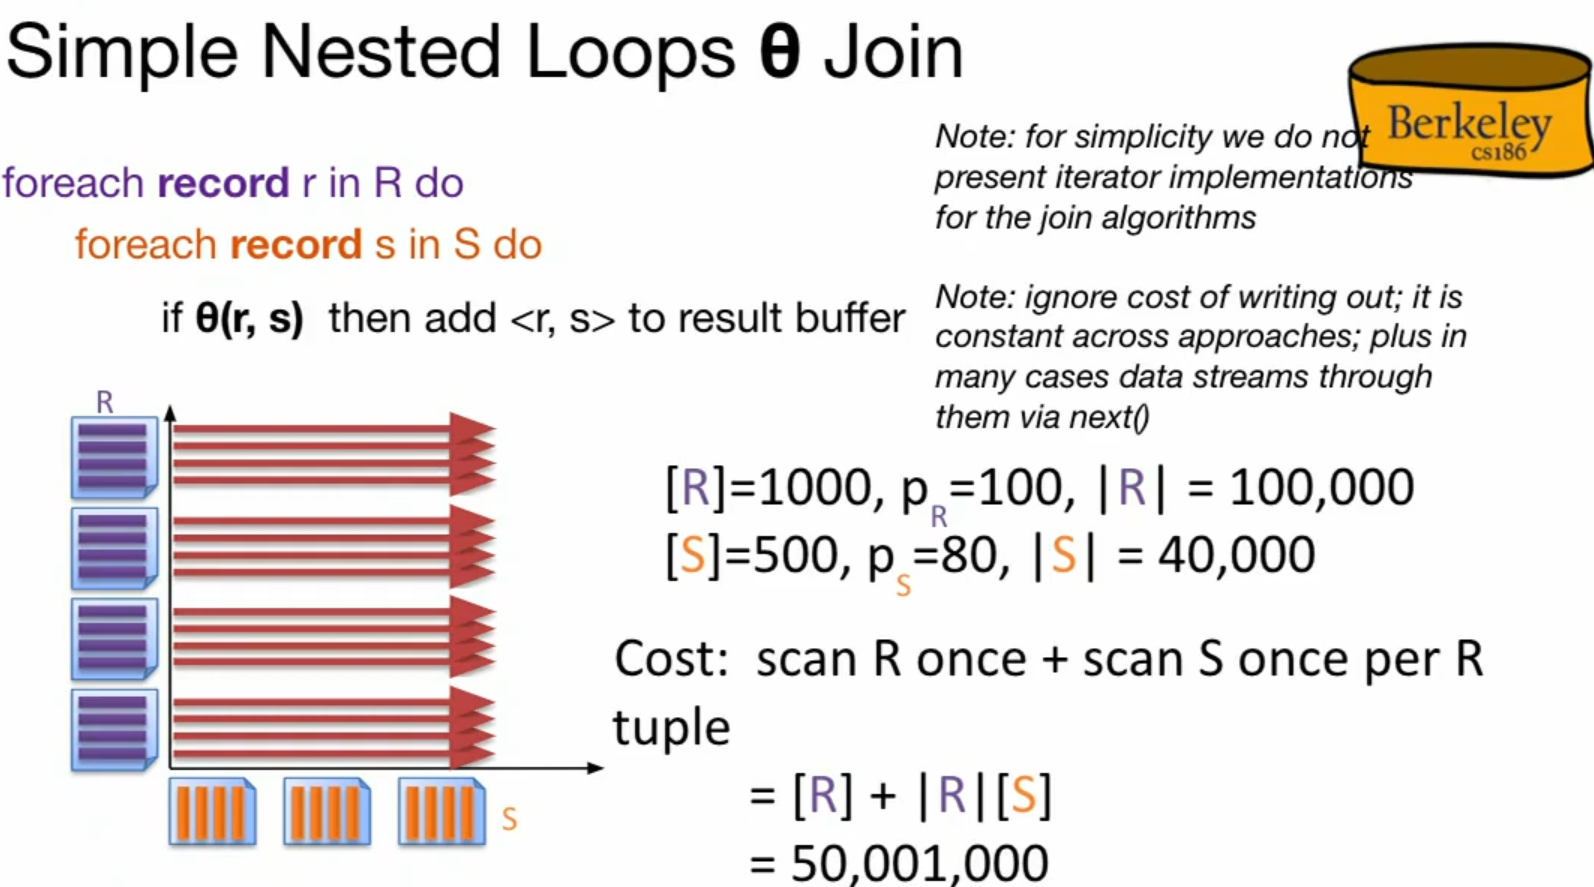 Simple Nested Loops θ Join
Berkeley
cs186
Note: for simplicity we do not
present iterator implementations
for the join algorithms
foreach record r in R do
foreach record s in S do
if θ(r, s) then add <r, s> to result buffer
Note: ignore cost of writing out; it is
constant across approaches; plus in
many cases data streams through
them via next()
R
S
[R]=1000, p_R=100, |R| = 100,000
[S]=500, p_S=80, |S| = 40,000
Cost: scan R once + scan S once per R
tuple
= [R] + |R|[S]
= 50,001,000